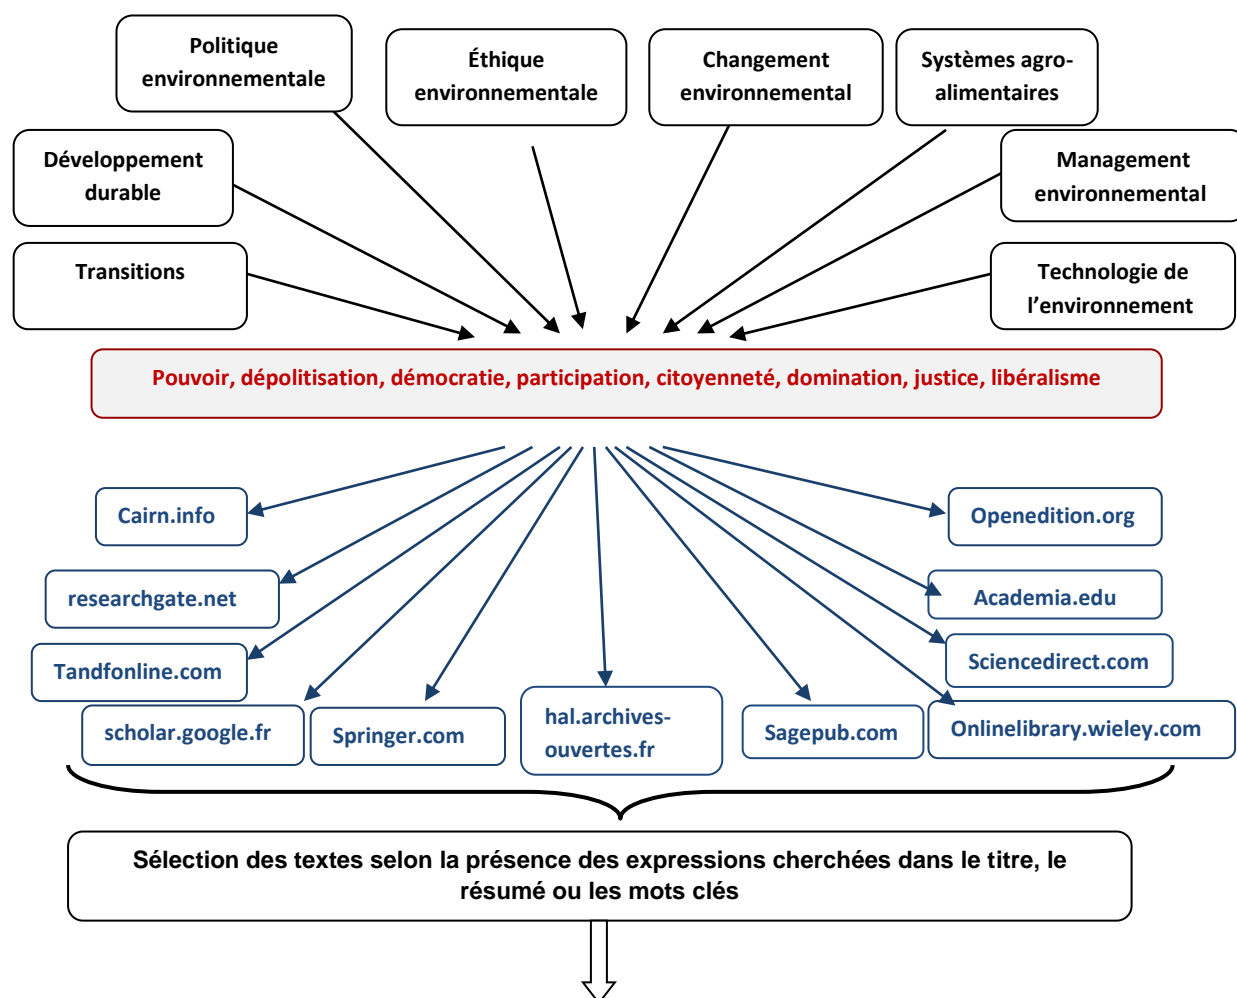 Politique
environnementale
Éthique
environnementale
Changement
environnemental
Systèmes agro-
alimentaires
Développement
durable
Management
environnemental
Transitions
Technologie de
l'environnement
Pouvoir, dépolitisation, démocratie, participation, citoyenneté, domination, justice, libéralisme
Cairn.info
Openedition.org
researchgate.net
Academia.edu
Tandfonline.com
Sciencedirect.com
scholar.google.fr
Springer.com
hal.archives-
ouvertes.fr
Sagepub.com
Onlinelibrary.wieley.com
Sélection des textes selon la présence des expressions cherchées dans le titre, le
résumé ou les mots clés